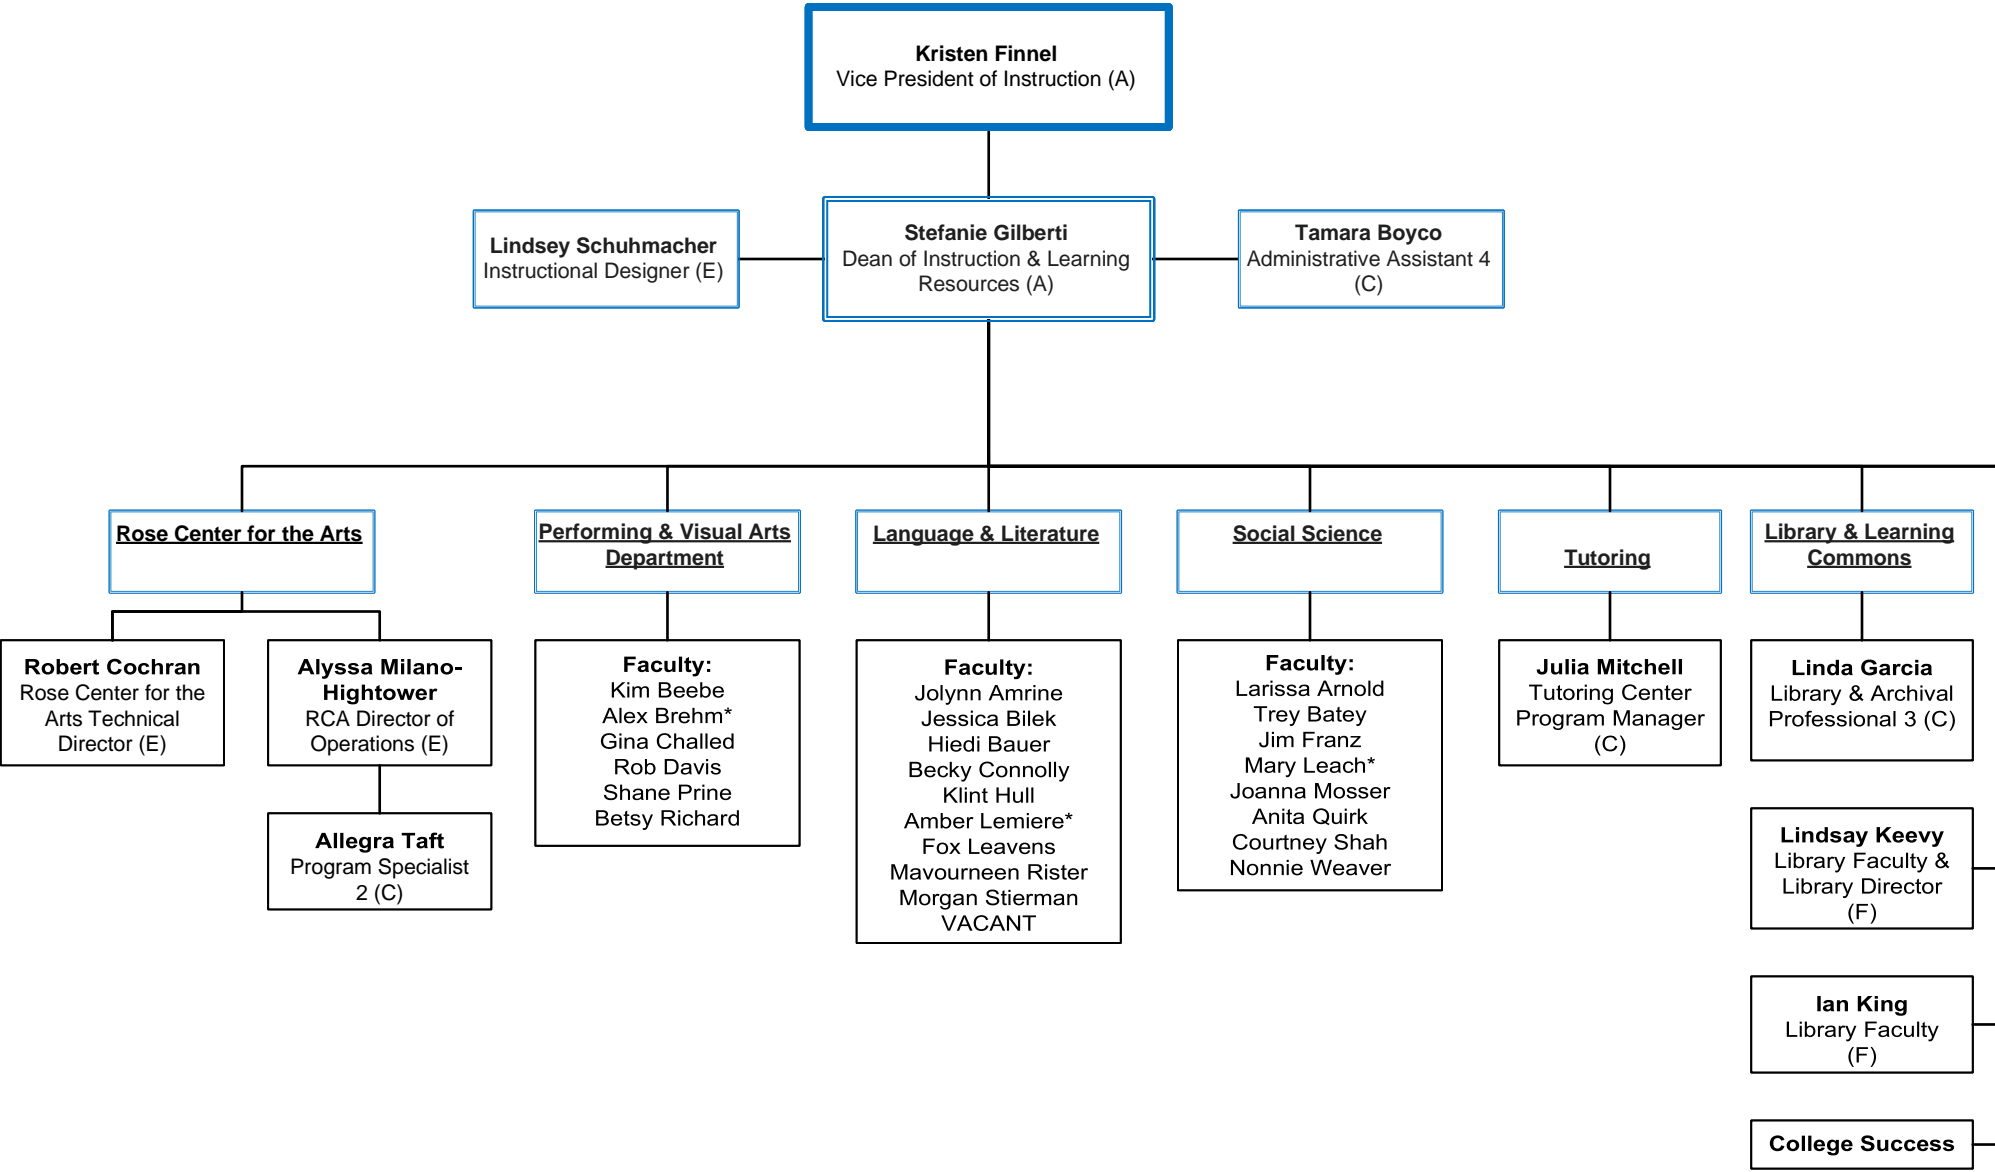 Kristen Finnel
Vice President of Instruction (A)
Lindsey Schuhmacher
Instructional Designer (E)
Stefanie Gilberti
Dean of Instruction & Learning
Resources (A)
Tamara Boyco
Administrative Assistant 4
(C)
Rose Center for the Arts
Performing & Visual Arts
Department
Language & Literature
Social Science
Tutoring
Library & Learning
Commons
Robert Cochran
Rose Center for the
Arts Technical
Director (E)
Alyssa Milano-
Hightower
RCA Director of
Operations (E)
Allegra Taft
Program Specialist
2 (C)
Faculty:
Kim Beebe
Alex Brehm*
Gina Challed
Rob Davis
Shane Prine
Betsy Richard
Faculty:
Jolynn Amrine
Jessica Bilek
Hiedi Bauer
Becky Connolly
Klint Hull
Amber Lemiere*
Fox Leavens
Mavourneen Rister
Morgan Stierman
VACANT
Faculty:
Larissa Arnold
Trey Batey
Jim Franz
Mary Leach*
Joanna Mosser
Anita Quirk
Courtney Shah
Nonnie Weaver
Julia Mitchell
Tutoring Center
Program Manager
(C)
Linda Garcia
Library & Archival
Professional 3 (C)
Lindsay Keevy
Library Faculty &
Library Director
(F)
Ian King
Library Faculty
(F)
College Success